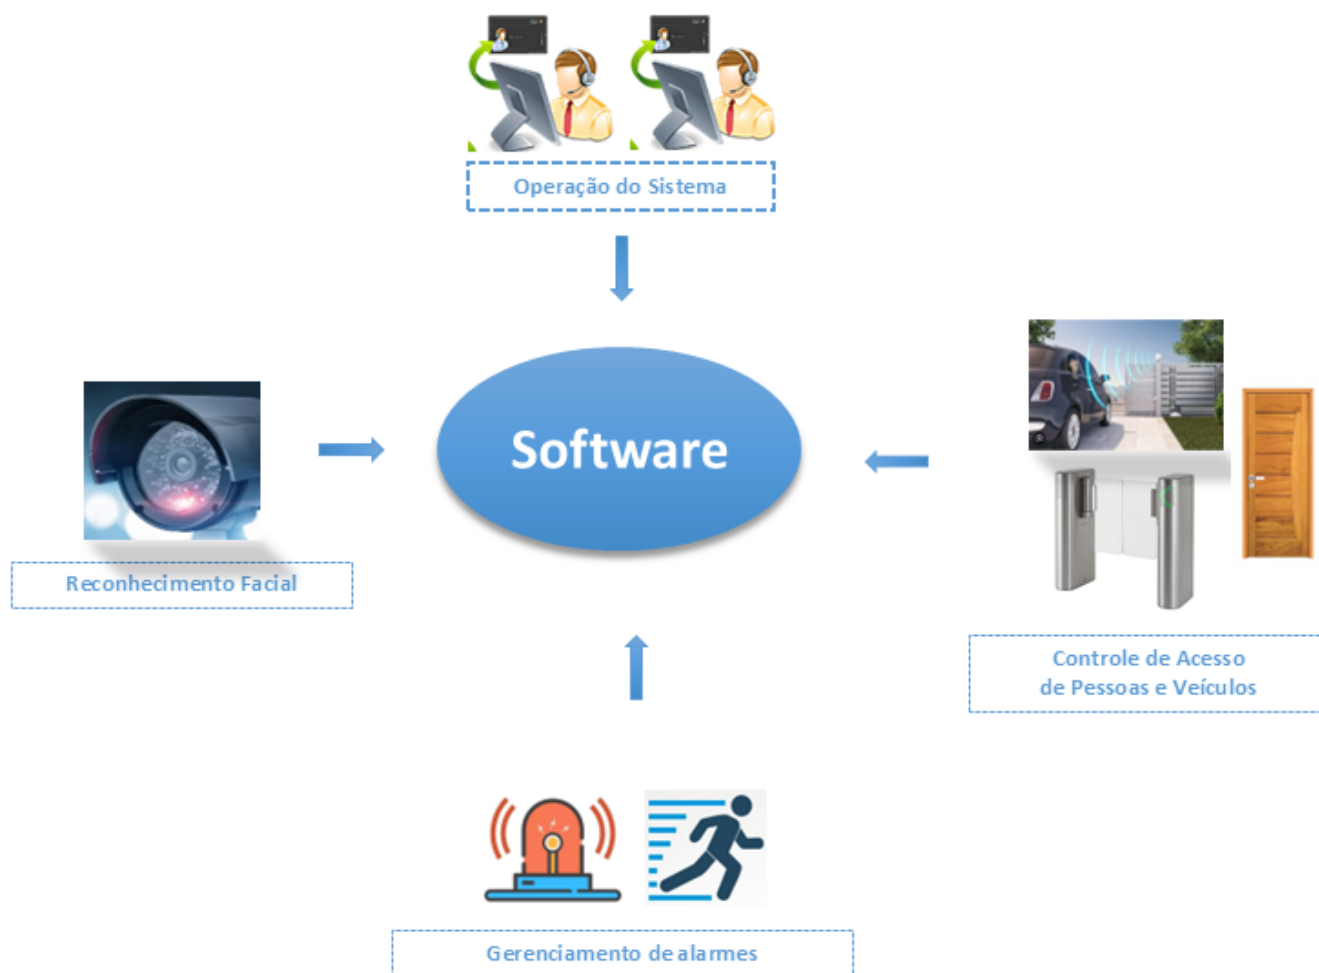 Operação do Sistema
Software
Reconhecimento Facial
Controle de Acesso
de Pessoas e Veículos
Gerenciamento de alarmes